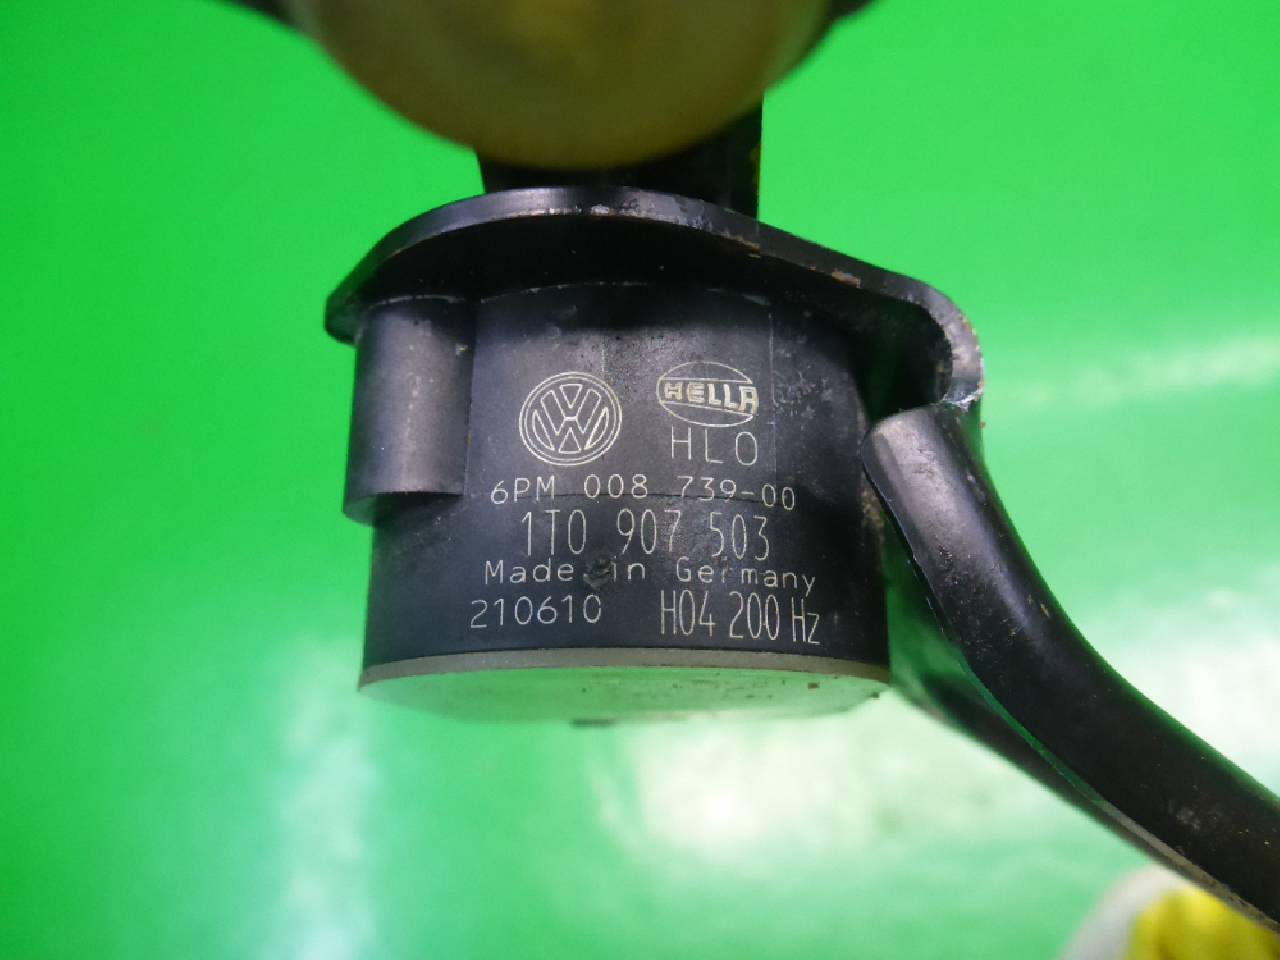 HELLA
HLO
6PM 008 739-00
1T0 907 503
Made in Germany
210610 H04 200 Hz